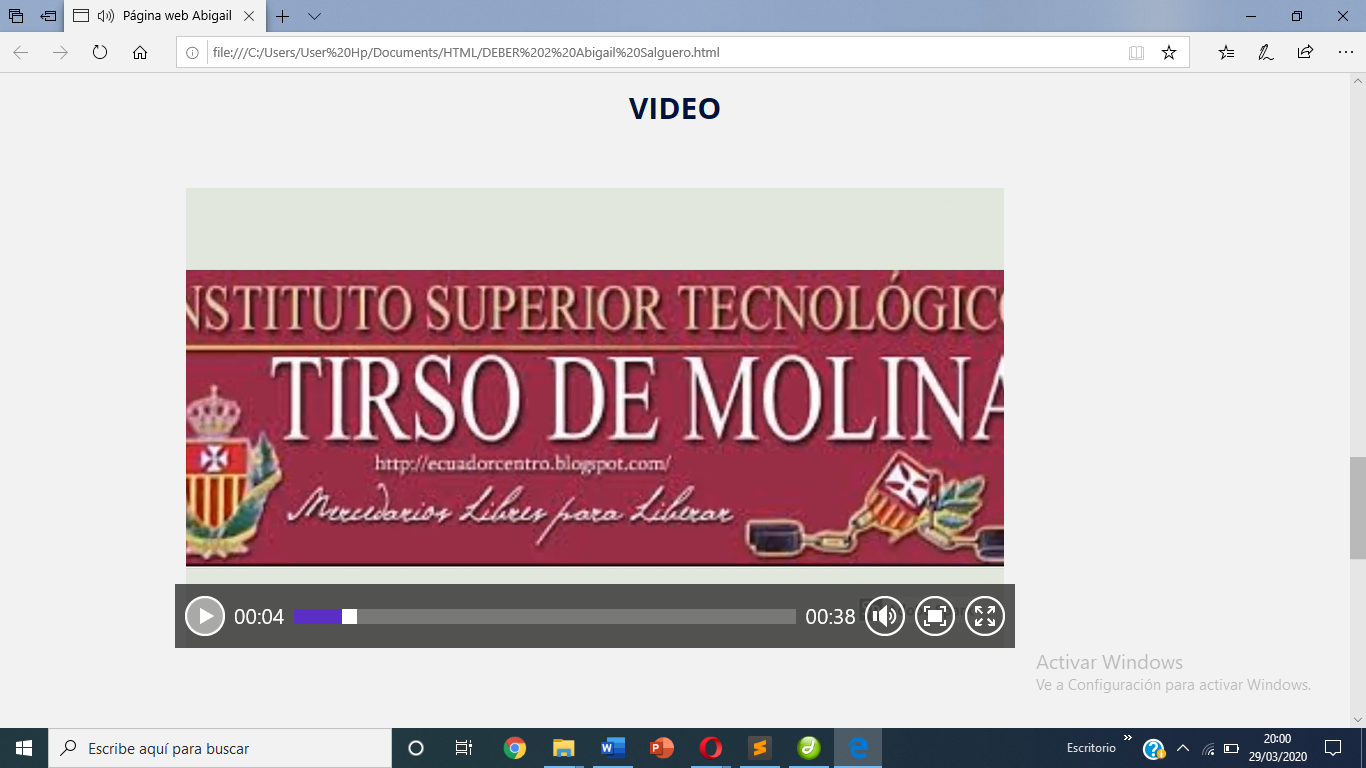 Página web Abigail
file:///C:/Users/User%20Hp/Documents/HTML/DEBER%202%20Abigail%20Salguero.html
VIDEO
NSTITUTO SUPERIOR TECNOLÓGICO
TIRSO DE MOLINA
http://ecuadorcentro.blogspot.com/
Mercedarios Libres para Liberar
00:04
00:38
Activar Windows
Ve a Configuración para activar Windows.
Escribe aquí para buscar
Escritorio
20:00
29/03/2020